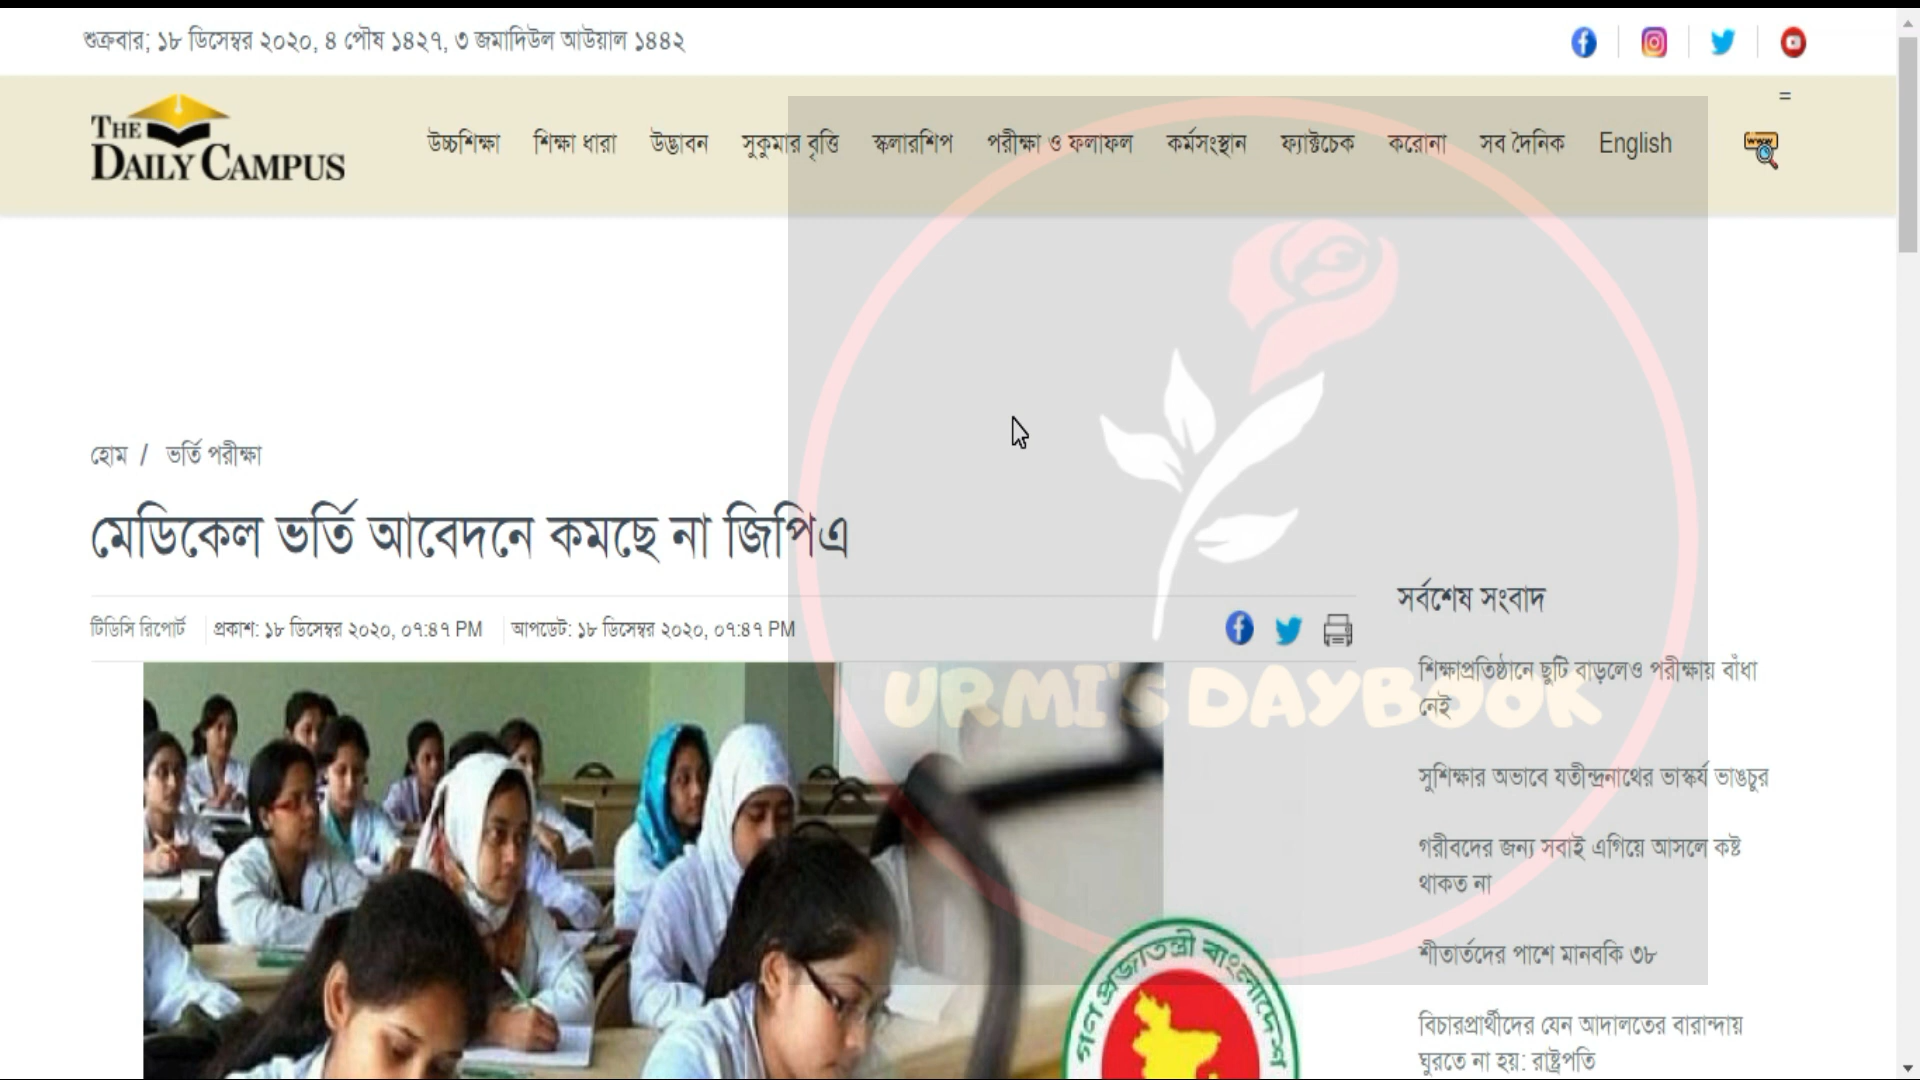 শুক্রবার; ১৮ ডিসেম্বর ২০২০, ৪ পৌষ ১৪২৭, ৩ জমাদিউল আউয়াল ১৪৪২
=
THE
DAILY CAMPUS
উচ্চশিক্ষা শিক্ষা ধারা উদ্ভাবন সুকুমার বৃত্তি স্কলারশিপ পরীক্ষা ও ফলাফল কর্মসংস্থান ফ্যাক্টচেক করোনা সব দৈনিক English
www
হোম / ভর্তি পরীক্ষা
মেডিকেল ভর্তি আবেদনে কমছে না জিপিএ
টিডিসি রিপোর্ট প্রকাশ: ১৮ ডিসেম্বর ২০২০, ০৭:৪৭ PM আপডেট: ১৮ ডিসেম্বর ২০২০, ০৭:৪৭ PM
URMI'S DAYBOOK
গণপ্রজাতন্ত্রী বাংলাদেশ
সর্বশেষ সংবাদ
শিক্ষাপ্রতিষ্ঠানে ছুটি বাড়লেও পরীক্ষায় বাঁধা
নেই
সুশিক্ষার অভাবে যতীন্দ্রনাথের ভাস্কর্য ভাঙচুর
গরীবদের জন্য সবাই এগিয়ে আসলে কষ্ট
থাকত না
শীতার্তদের পাশে মানবকি ৩৮
বিচারপ্রার্থীদের যেন আদালতের বারান্দায়
ঘুরতে না হয়: রাষ্ট্রপতি